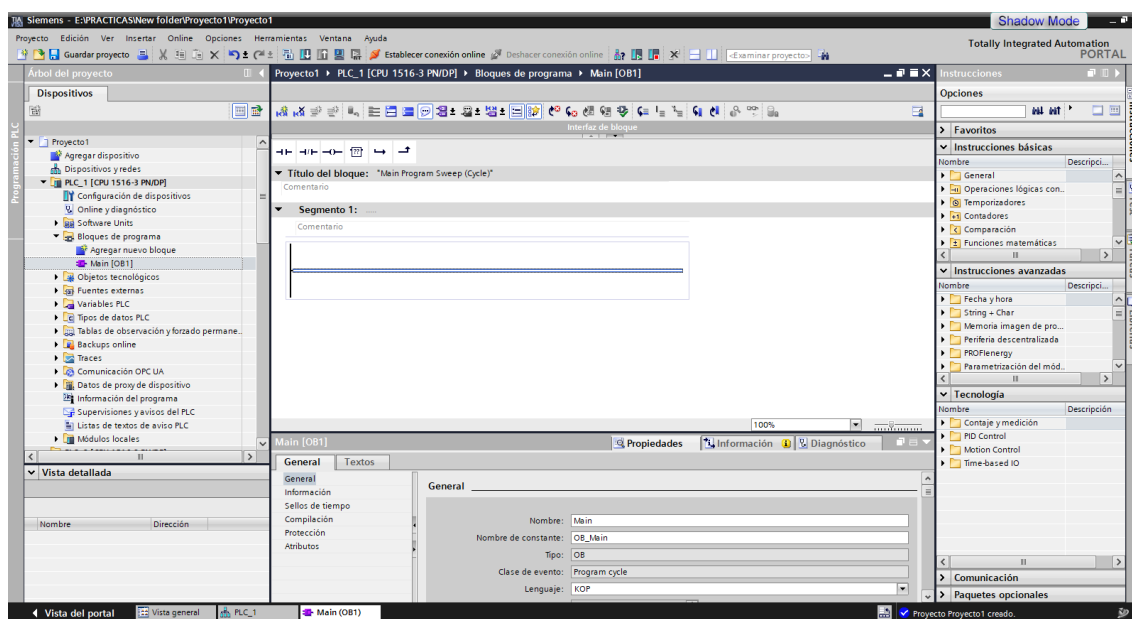 Siemens - E:\PRACTICAS\New folder\Proyecto1\Proyecto1
Shadow Mode
Proyecto Edición Ver Insertar Online Opciones Herramientas Ventana Ayuda
Totally Integrated Automation
PORTAL
Guardar proyecto
Establecer conexión online
Deshacer conexión online
<Examinar proyecto>
Árbol del proyecto
Proyecto1 ▸ PLC_1 [CPU 1516-3 PN/DP] ▸ Bloques de programa ▸ Main [OB1]
Instrucciones
Dispositivos
Opciones
Programación PLC
Proyecto1
Agregar dispositivo
Dispositivos y redes
PLC_1 [CPU 1516-3 PN/DP]
Configuración de dispositivos
Online y diagnóstico
Software Units
Bloques de programa
Agregar nuevo bloque
Main [OB1]
Objetos tecnológicos
Fuentes externas
Variables PLC
Tipos de datos PLC
Tablas de observación y forzado permane..
Backups online
Traces
Comunicación OPC UA
Datos de proxy de dispositivo
Información del programa
Supervisiones y avisos del PLC
Listas de textos de aviso PLC
Módulos locales
Vista detallada
Nombre Dirección
Interfaz de bloque
Título del bloque: "Main Program Sweep (Cycle)"
Comentario
Segmento 1: .....
Comentario
100%
Main [OB1]
Propiedades
Información
Diagnóstico
General Textos
General
Información
Sellos de tiempo
Compilación
Protección
Atributos
General
Nombre: Main
Nombre de constante: OB_Main
Tipo: OB
Clase de evento: Program cycle
Lenguaje: KOP
Favoritos
Instrucciones básicas
Nombre Descripci...
General
Operaciones lógicas con..
Temporizadores
Contadores
Comparación
Funciones matemáticas
Instrucciones avanzadas
Nombre Descripci...
Fecha y hora
String + Char
Memoria imagen de pro...
Periferia descentralizada
PROFIenergy
Parametrización del mód..
Tecnología
Nombre Descripción
Contaje y medición
PID Control
Motion Control
Time-based IO
Comunicación
Paquetes opcionales
Vista del portal
Vista general
PLC_1
Main (OB1)
Proyecto Proyecto1 creado.